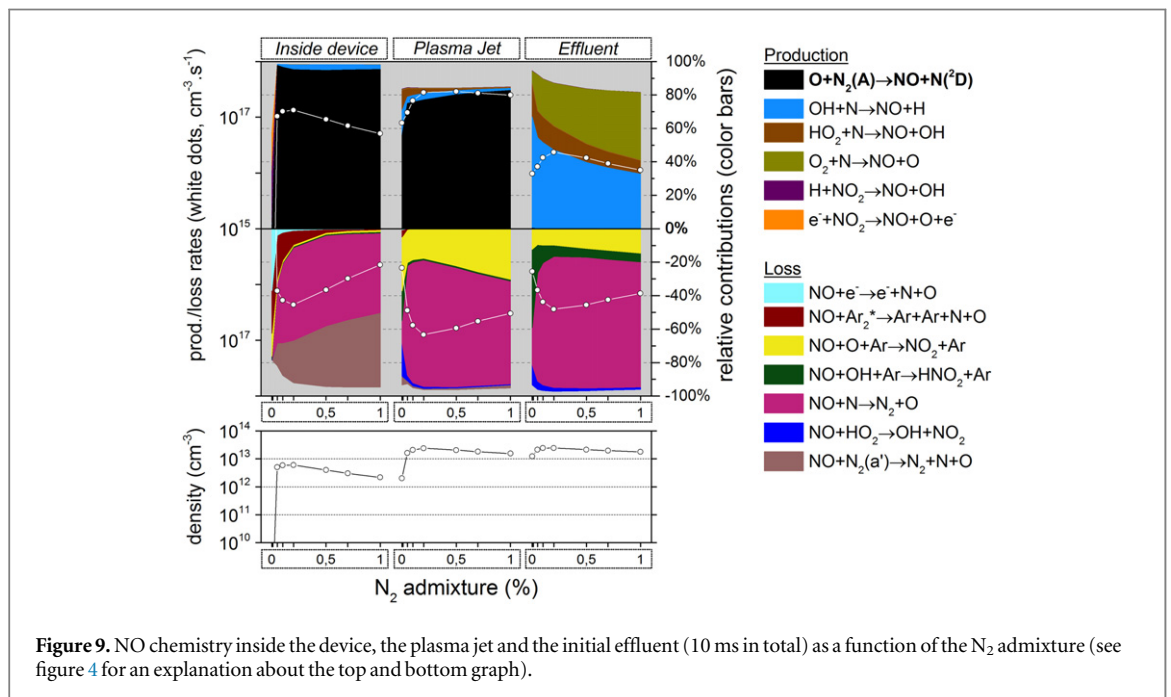 Inside device
Plasma Jet
Effluent
prod./loss rates (white dots, cm⁻³.s⁻¹)
10¹⁷
10¹⁵
10¹⁷
100%
80%
60%
40%
20%
0%
-20%
-40%
-60%
-80%
-100%
relative contributions (color bars)
0 0,5 1
0 0,5 1
0 0,5 1
density (cm⁻³)
10¹⁴
10¹³
10¹²
10¹¹
10¹⁰
0 0,5 1
0 0,5 1
0 0,5 1
N₂ admixture (%)
Production
O+N₂(A)→NO+N(²D)
OH+N→NO+H
HO₂+N→NO+OH
O₂+N→NO+O
H+NO₂→NO+OH
e⁻+NO₂→NO+O+e⁻
Loss
NO+e⁻→e⁻+N+O
NO+Ar₂*→Ar+Ar+N+O
NO+O+Ar→NO₂+Ar
NO+OH+Ar→HNO₂+Ar
NO+N→N₂+O
NO+HO₂→OH+NO₂
NO+N₂(a')→N₂+N+O
Figure 9. NO chemistry inside the device, the plasma jet and the initial effluent (10 ms in total) as a function of the N₂ admixture (see
figure 4 for an explanation about the top and bottom graph).